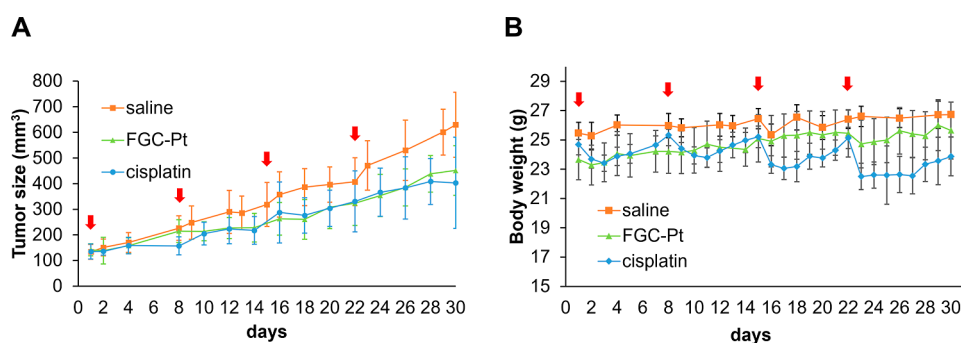 A
Tumor size (mm³)
800
700
600
500
400
300
200
100
0
saline
FGC-Pt
cisplatin
0 2 4 6 8 10 12 14 16 18 20 22 24 26 28 30
days
B
Body weight (g)
29
27
25
23
21
19
17
15
saline
FGC-Pt
cisplatin
0 2 4 6 8 10 12 14 16 18 20 22 24 26 28 30
days